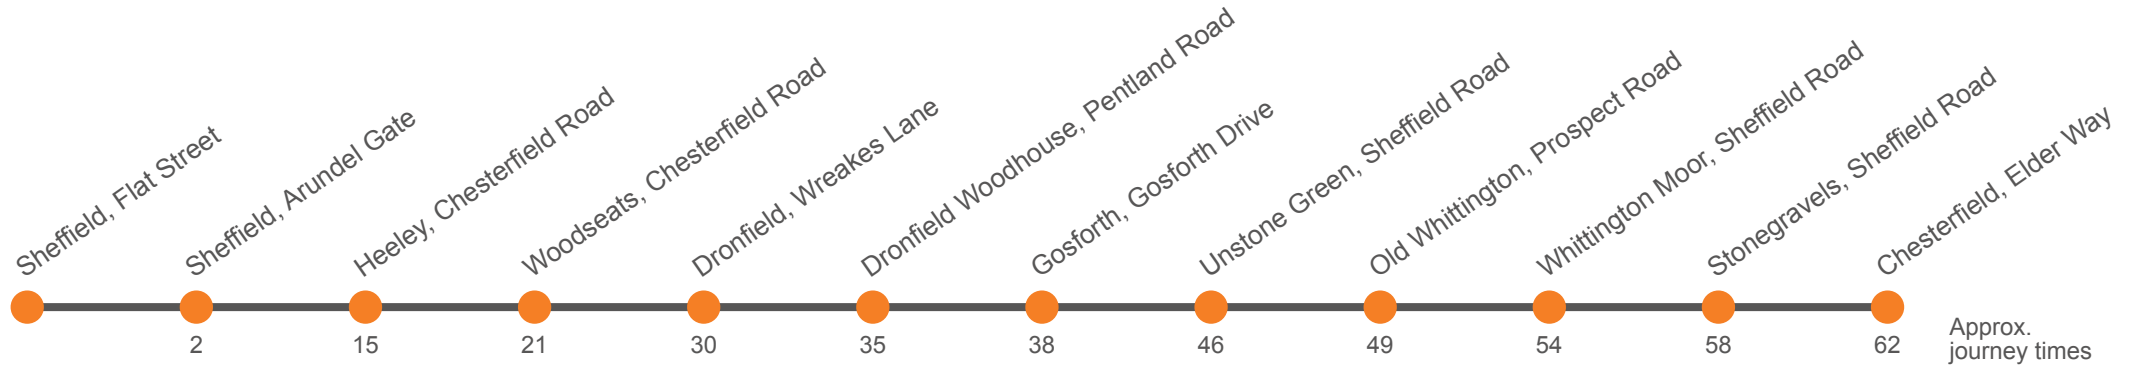 Sheffield, Flat Street
Sheffield, Arundel Gate
Heeley, Chesterfield Road
Woodseats, Chesterfield Road
Dronfield, Wreakes Lane
Dronfield Woodhouse, Pentland Road
Gosforth, Gosforth Drive
Unstone Green, Sheffield Road
Old Whittington, Prospect Road
Whittington Moor, Sheffield Road
Stonegravels, Sheffield Road
Chesterfield, Elder Way
2
15
21
30
35
38
46
49
54
58
62
Approx.
journey times